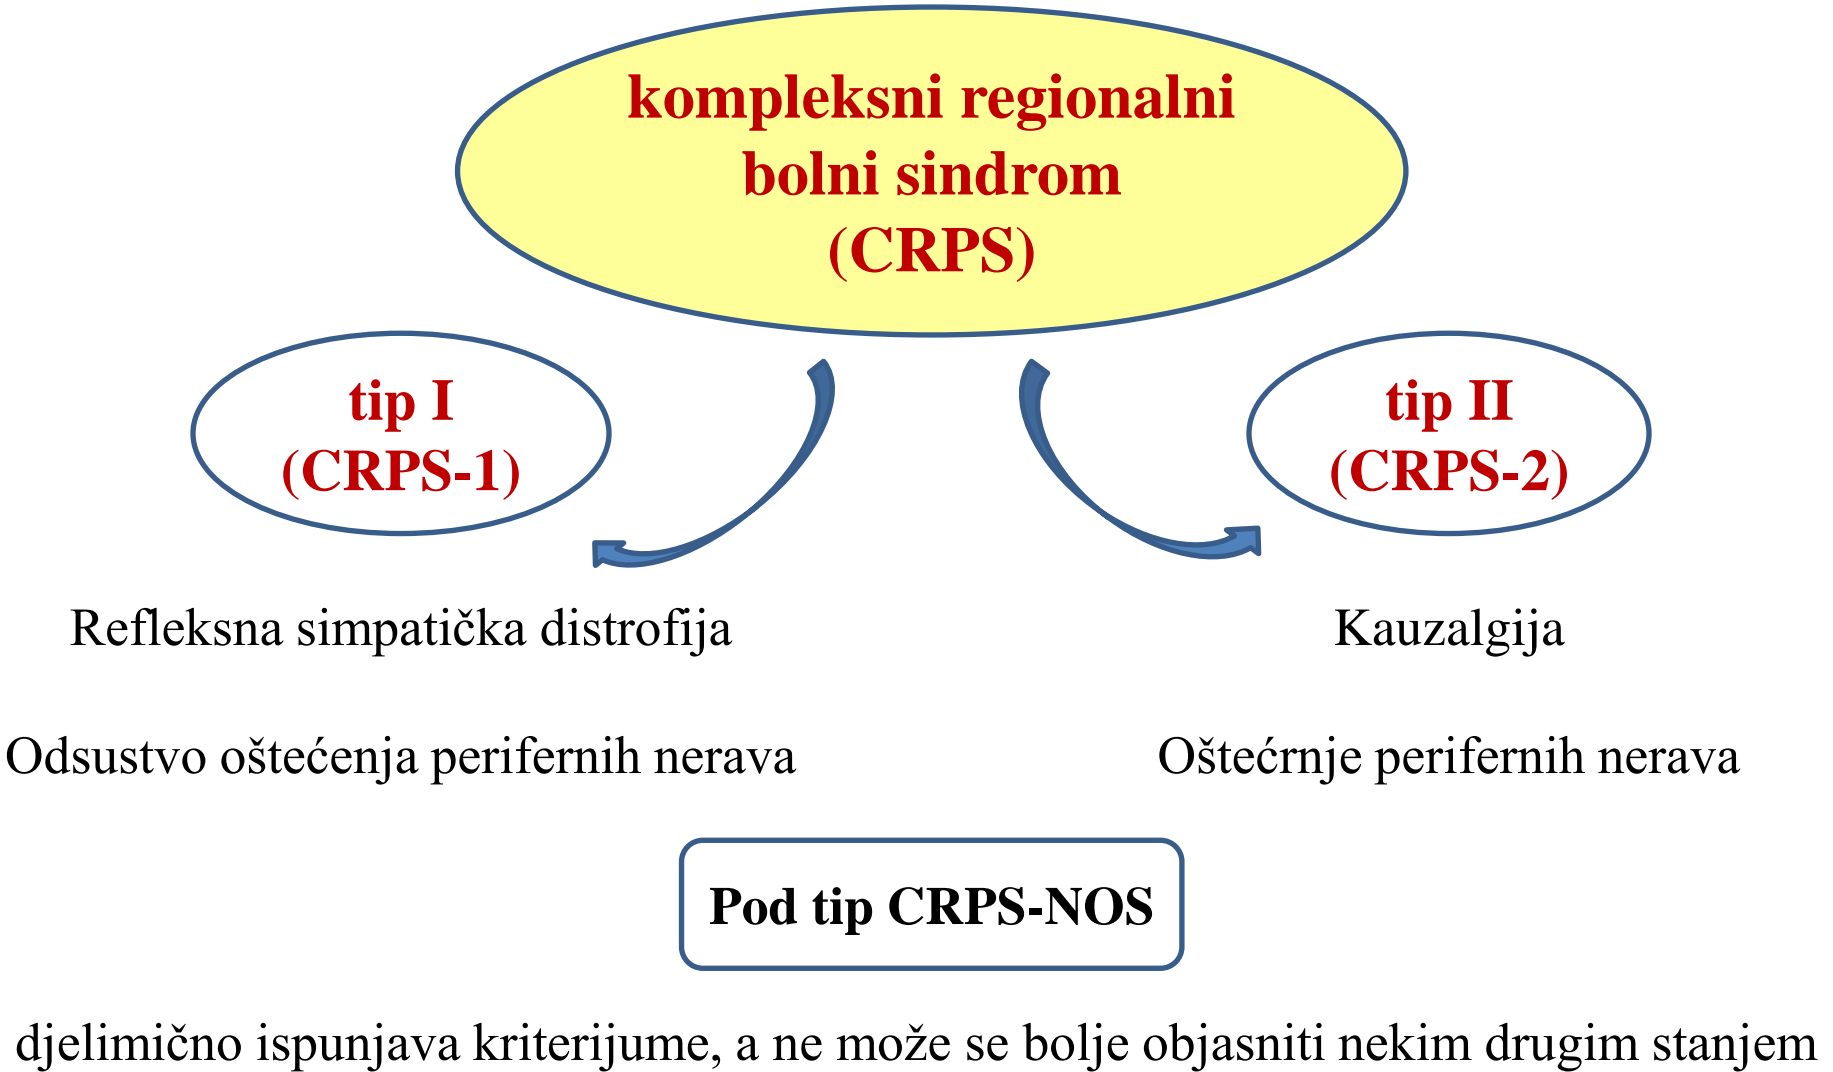 kompleksni regionalni
bolni sindrom
(CRPS)
tip I
(CRPS-1)
tip II
(CRPS-2)
Refleksna simpatička distrofija
Kauzalgija
Odsustvo oštećenja perifernih nerava
Oštećrnje perifernih nerava
Pod tip CRPS-NOS
djelimično ispunjava kriterijume, a ne može se bolje objasniti nekim drugim stanjem